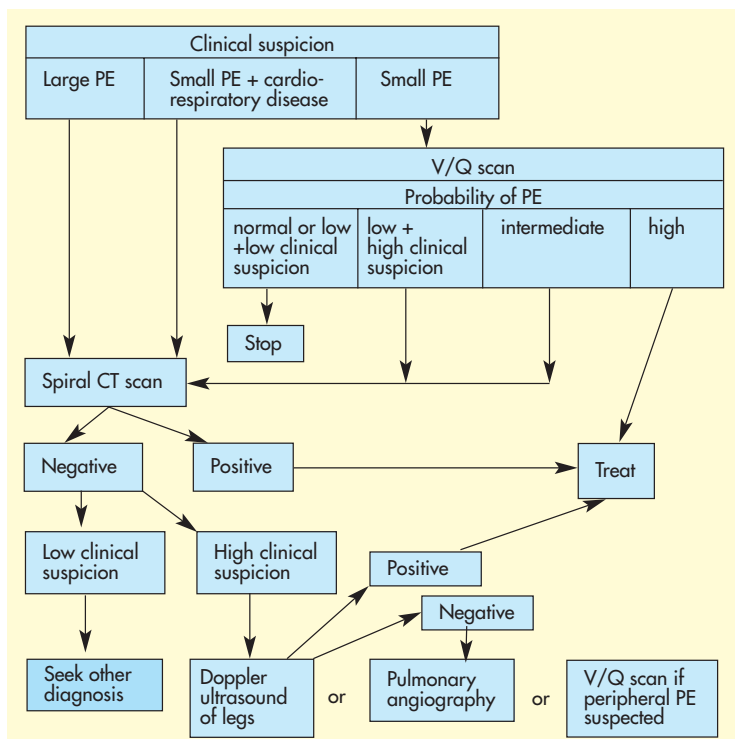 Clinical suspicion
Large PE
Small PE + cardio-
respiratory disease
Small PE
V/Q scan
Probability of PE
normal or low
+low clinical
suspicion
low +
high clinical
suspicion
intermediate
high
Stop
Spiral CT scan
Negative
Positive
Treat
Low clinical
suspicion
High clinical
suspicion
Positive
Negative
Seek other
diagnosis
Doppler
ultrasound
of legs
or
Pulmonary
angiography
or
V/Q scan if
peripheral PE
suspected